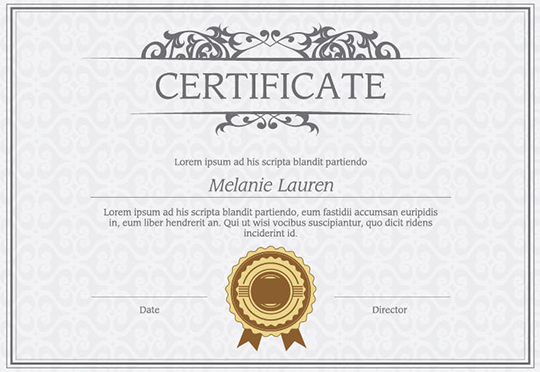 CERTIFICATE
Lorem ipsum ad his scripta blandit partiendo
Melanie Lauren
Lorem ipsum ad his scripta blandit partiendo, eum fastidii accumsan euripidis
in, eum liber hendrerit an. Qui ut wisi vocibus suscipiantur, quo dicit ridens
inciderint id.
Date
Director